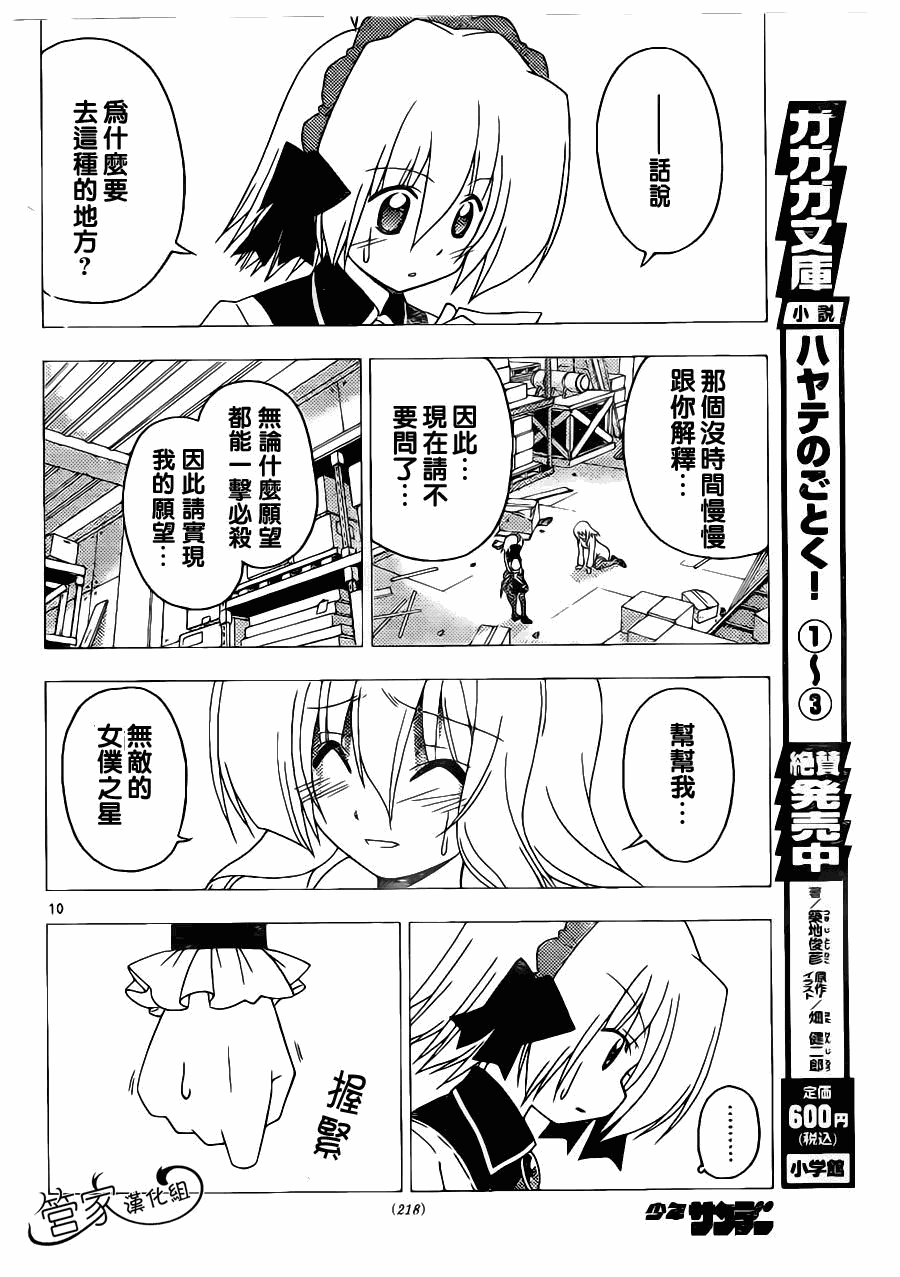 ——話說
為什麼要
去這種的地方?
那個沒時間慢慢
跟你解釋…
因此…
現在請不
要問了…
無論什麼願望
都能一擊必殺
因此請實現
我的願望…
幫幫我…
無敵的
女僕之星
10
………
握緊
管家漢化組
(218)
少年サンデー
ガガガ文庫
小説
ハヤテのごとく!
①~③
絶賛
発売中
著/築地俊彦
原作
イラスト/畑健二郎
定価
600円
(税込)
小学館